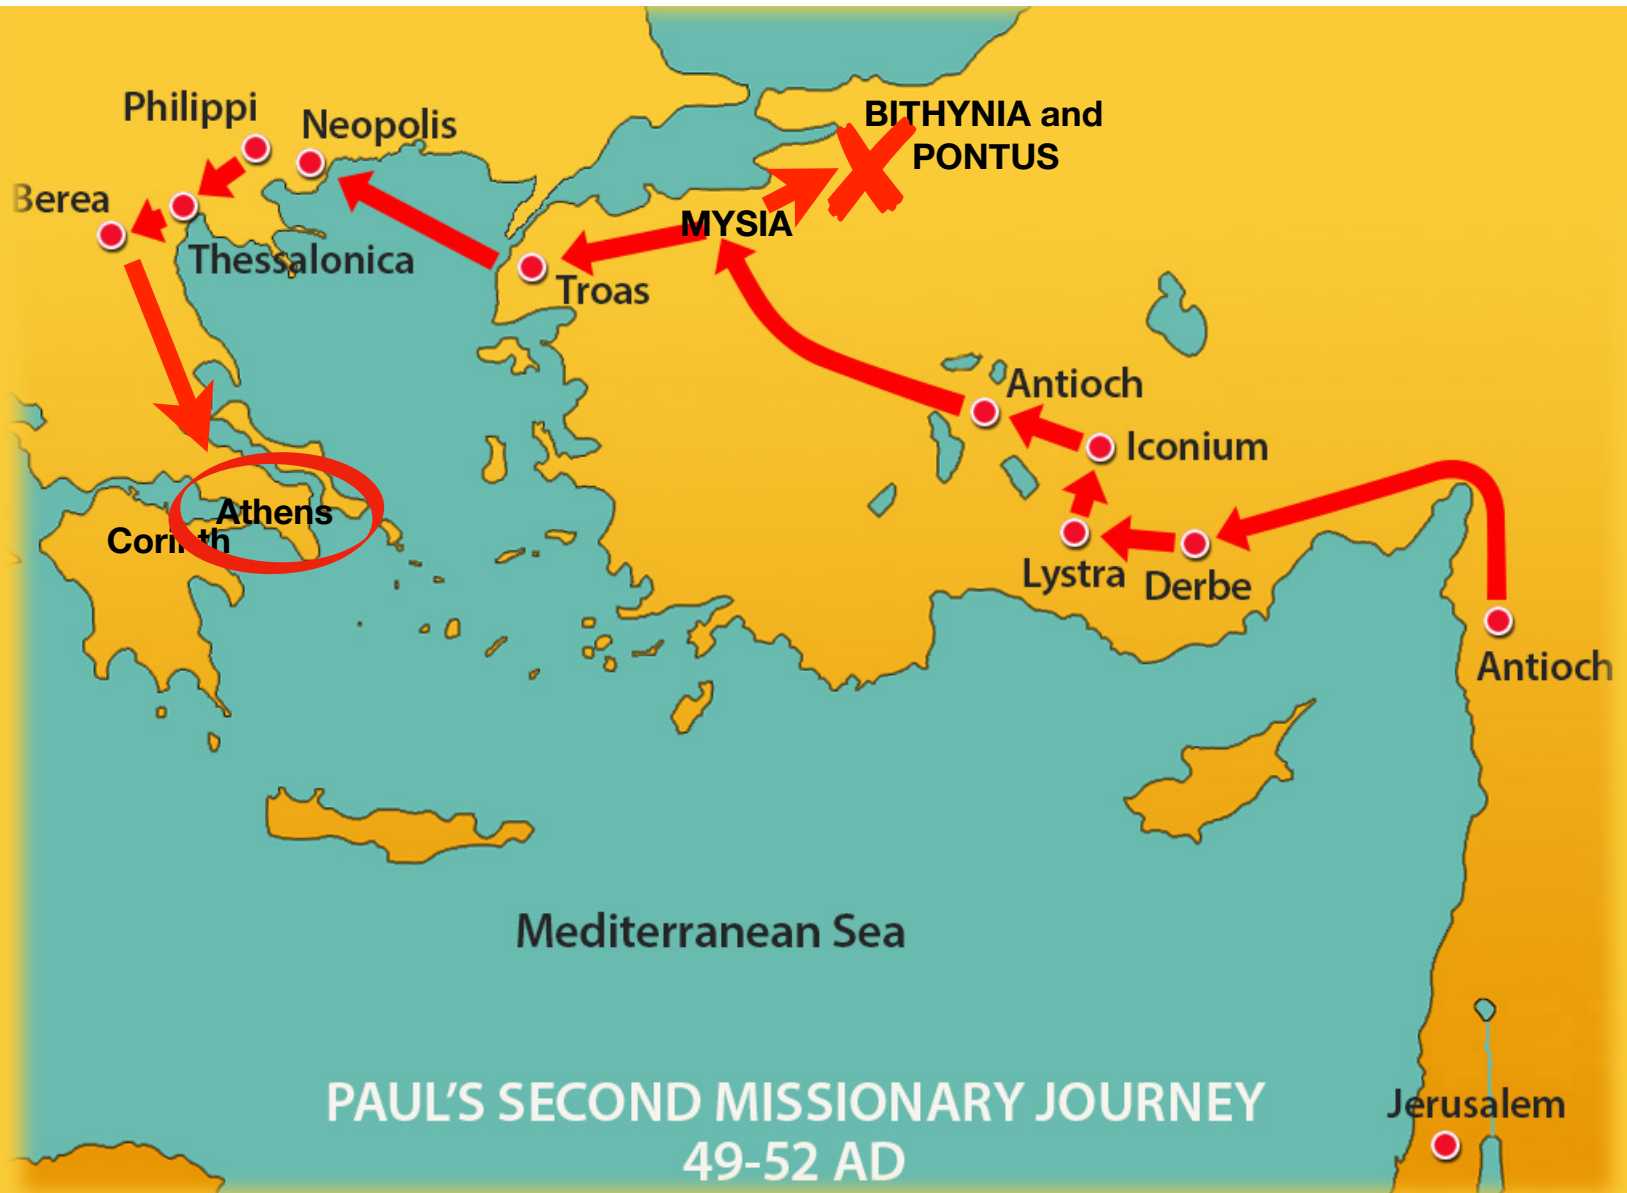 Philippi
Neopolis
BITHYNIA and
PONTUS
Berea
MYSIA
Thessalonica
Troas
Antioch
Iconium
Athens
Corinth
Lystra
Derbe
Antioch
Mediterranean Sea
PAUL'S SECOND MISSIONARY JOURNEY
49-52 AD
Jerusalem